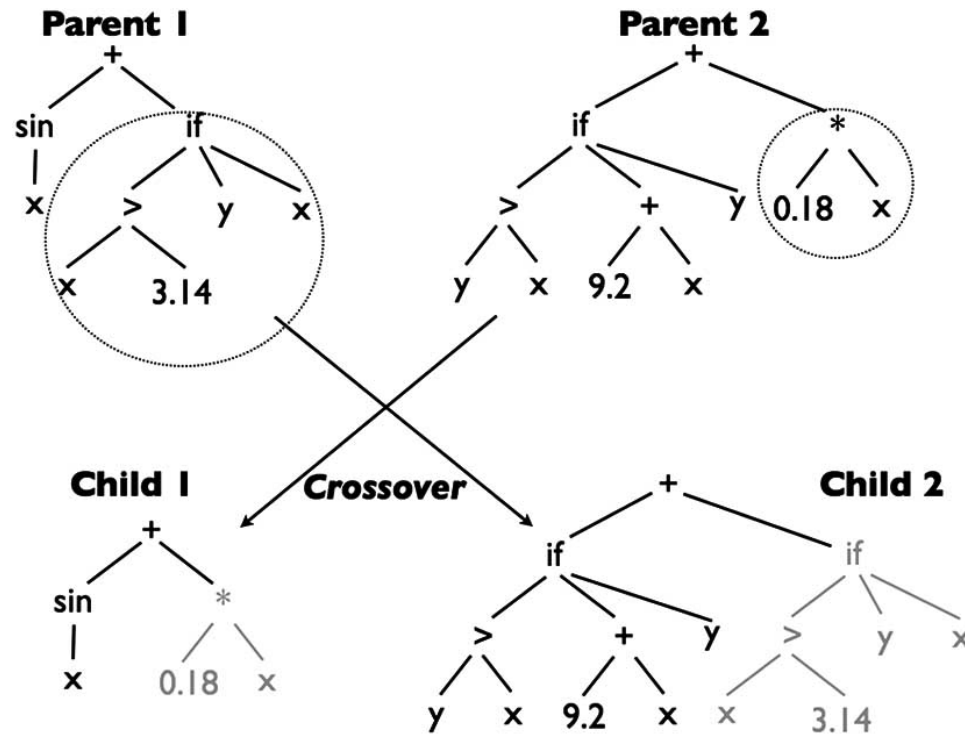 Parent 1 Parent 2
+ +
sin if if *
x > y x > + y 0.18 x
x 3.14 y x 9.2 x
Child 1 Crossover + Child 2
+ if if
sin * > + y > y x
x 0.18 x y x 9.2 x x 3.14